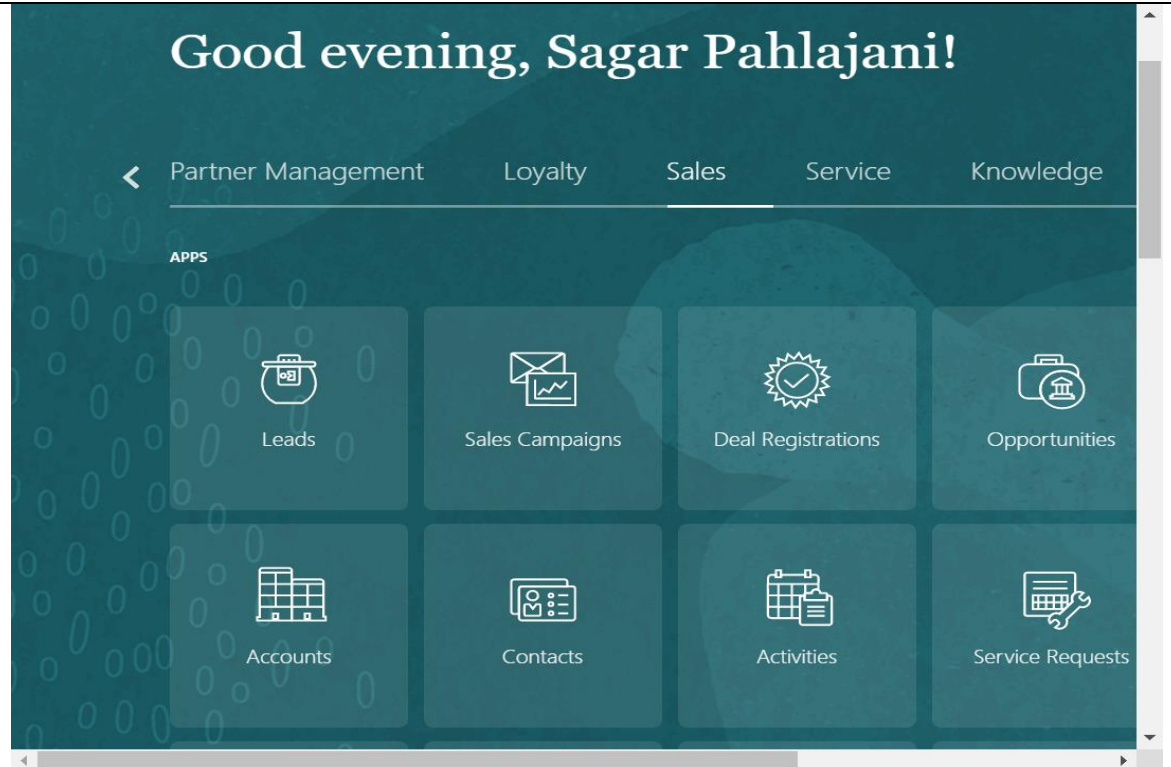 Good evening, Sagar Pahlajani!
Partner Management Loyalty Sales Service Knowledge
APPS
Leads Sales Campaigns Deal Registrations Opportunities
Accounts Contacts Activities Service Requests